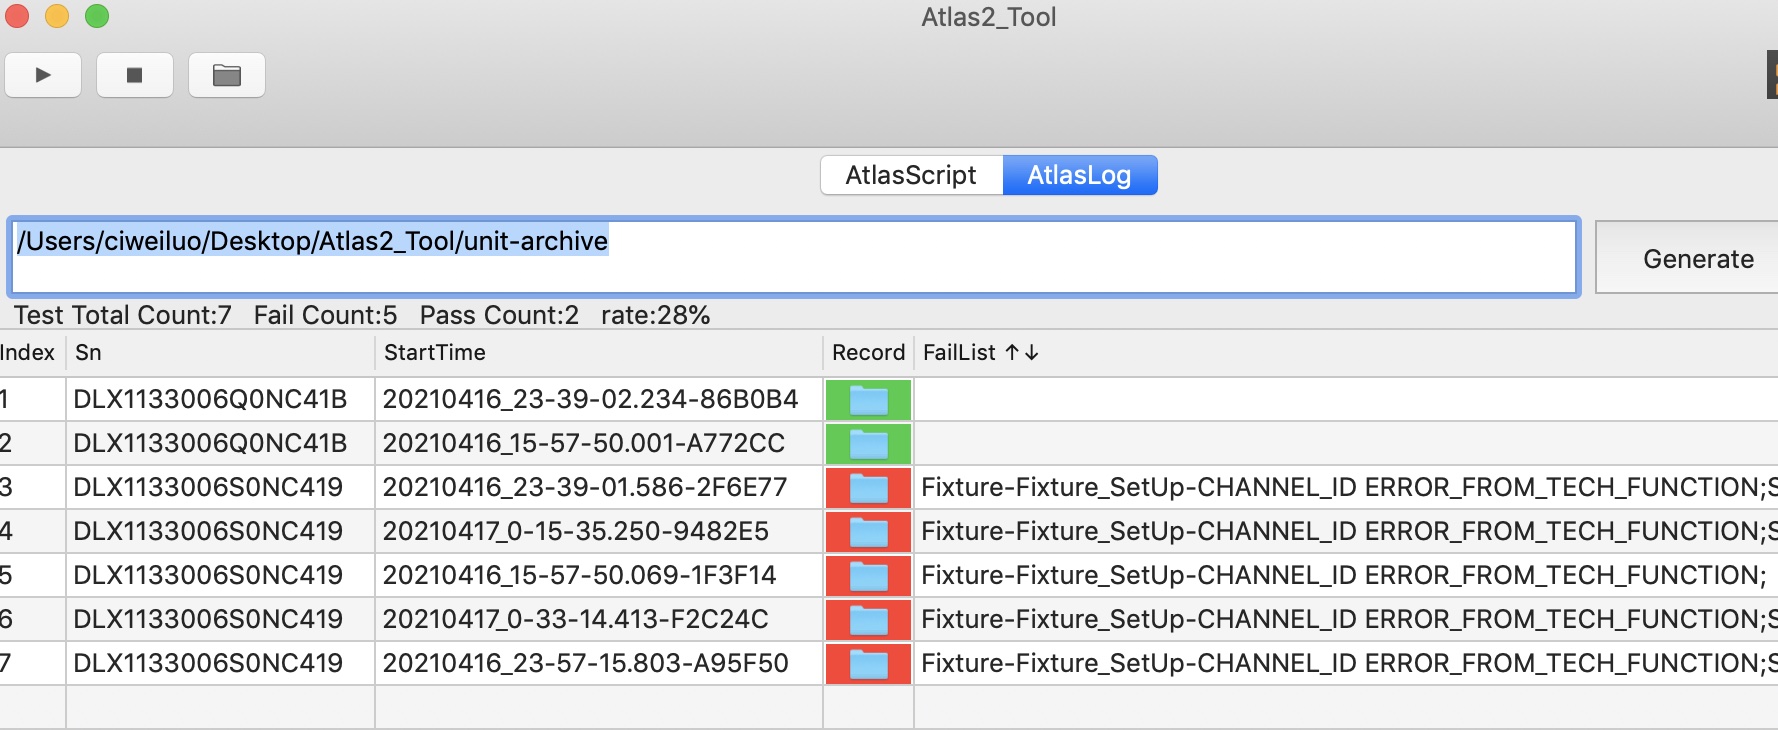 Atlas2_Tool
AtlasScript AtlasLog
/Users/ciweiluo/Desktop/Atlas2_Tool/unit-archive
Generate
Test Total Count:7 Fail Count:5 Pass Count:2 rate:28%
Index Sn StartTime Record FailList ↑↓
1 DLX1133006Q0NC41B 20210416_23-39-02.234-86B0B4
2 DLX1133006Q0NC41B 20210416_15-57-50.001-A772CC
3 DLX1133006S0NC419 20210416_23-39-01.586-2F6E77 Fixture-Fixture_SetUp-CHANNEL_ID ERROR_FROM_TECH_FUNCTION;S
4 DLX1133006S0NC419 20210417_0-15-35.250-9482E5 Fixture-Fixture_SetUp-CHANNEL_ID ERROR_FROM_TECH_FUNCTION;S
5 DLX1133006S0NC419 20210416_15-57-50.069-1F3F14 Fixture-Fixture_SetUp-CHANNEL_ID ERROR_FROM_TECH_FUNCTION;
6 DLX1133006S0NC419 20210417_0-33-14.413-F2C24C Fixture-Fixture_SetUp-CHANNEL_ID ERROR_FROM_TECH_FUNCTION;S
7 DLX1133006S0NC419 20210416_23-57-15.803-A95F50 Fixture-Fixture_SetUp-CHANNEL_ID ERROR_FROM_TECH_FUNCTION;S